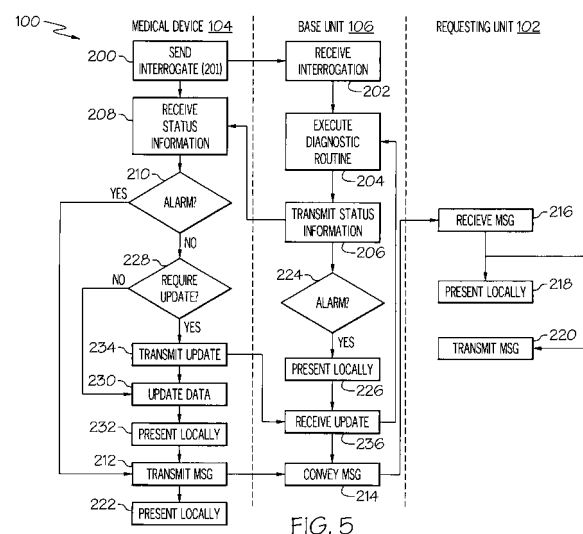 100
MEDICAL DEVICE 104
BASE UNIT 106
REQUESTING UNIT 102
200
SEND
INTERROGATE (201)
RECEIVE
INTERROGATION
202
208
RECEIVE
STATUS
INFORMATION
EXECUTE
DIAGNOSTIC
ROUTINE
204
210
YES
ALARM?
NO
TRANSMIT STATUS
INFORMATION
206
RECIEVE MSG
216
228
NO
REQUIRE
UPDATE?
YES
224
ALARM?
YES
PRESENT LOCALLY
218
234
TRANSMIT UPDATE
TRANSMIT MSG
220
230
UPDATE DATA
PRESENT LOCALLY
226
232
PRESENT LOCALLY
RECEIVE UPDATE
236
212
TRANSMIT MSG
CONVEY MSG
214
222
PRESENT LOCALLY
FIG. 5